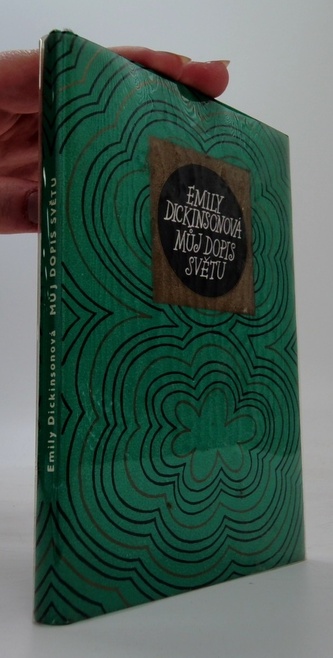 EMILY
DICKINSONOVÁ
MŮJ DOPIS
SVĚTU
Emily Dickinsonová MŮJ DOPIS SVĚTU